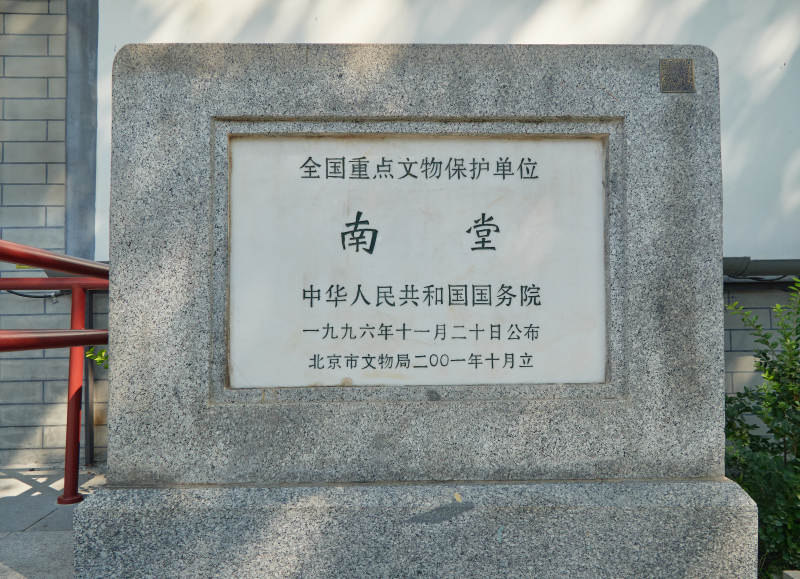 全国重点文物保护单位
南堂
中华人民共和国国务院
一九九六年十一月二十日公布
北京市文物局二〇〇一年十月立